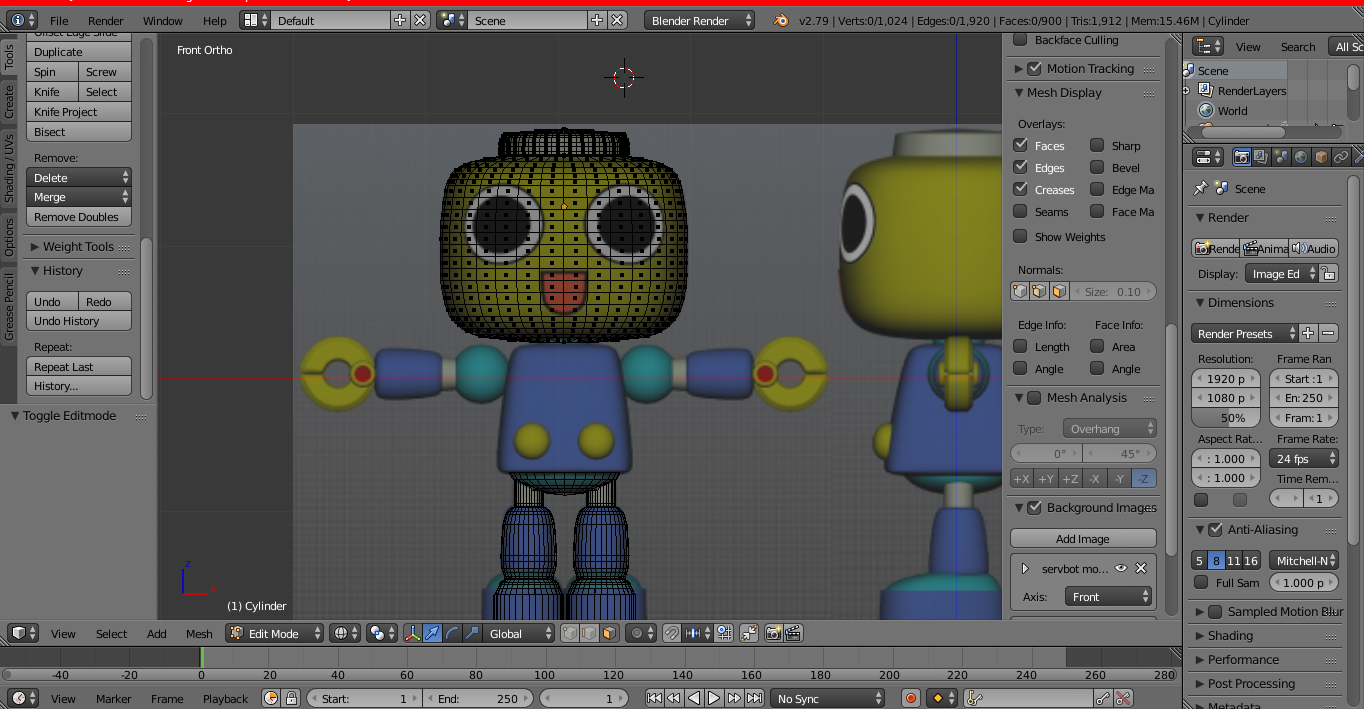 File Render Window Help Default Scene Blender Render v2.79 | Verts:0/1,024 | Edges:0/1,920 | Faces:0/900 | Tris:1,912 | Mem:15.46M | Cylinder
Tools
Create
Shading / UVs
Options
Grease Pencil
Offset Edge Slide
Duplicate
Spin Screw
Knife Select
Knife Project
Bisect
Remove:
Delete
Merge
Remove Doubles
Weight Tools
History
Undo Redo
Undo History
Repeat:
Repeat Last
History...
Toggle Editmode
Front Ortho
z
x
(1) Cylinder
Backface Culling
Motion Tracking
Mesh Display
Overlays:
Faces Sharp
Edges Bevel
Creases Edge Ma
Seams Face Ma
Show Weights
Normals:
Size: 0.10
Edge Info: Face Info:
Length Area
Angle Angle
Mesh Analysis
Type: Overhang
0° 45°
+X +Y +Z -X -Y -Z
Background Images
Add Image
servbot mo...
Axis: Front
View Search All Sc
Scene
RenderLayers
World
Scene
Render
Rende Anima Audio
Display: Image Ed
Dimensions
Render Presets
Resolution: Frame Ran
1920 p Start :1
1080 p En: 250
50% Fram: 1
Aspect Rat... Frame Rate:
: 1.000 24 fps
: 1.000 Time Rem...
1
Anti-Aliasing
5 8 11 16 Mitchell-N
Full Sam 1.000 p
Sampled Motion Blur
Shading
Performance
Post Processing
Metadata
View Select Add Mesh Edit Mode Global
-40 -20 0 20 40 60 80 100 120 140 160 180 200 220 240 260 280
View Marker Frame Playback Start: 1 End: 250 1 No Sync